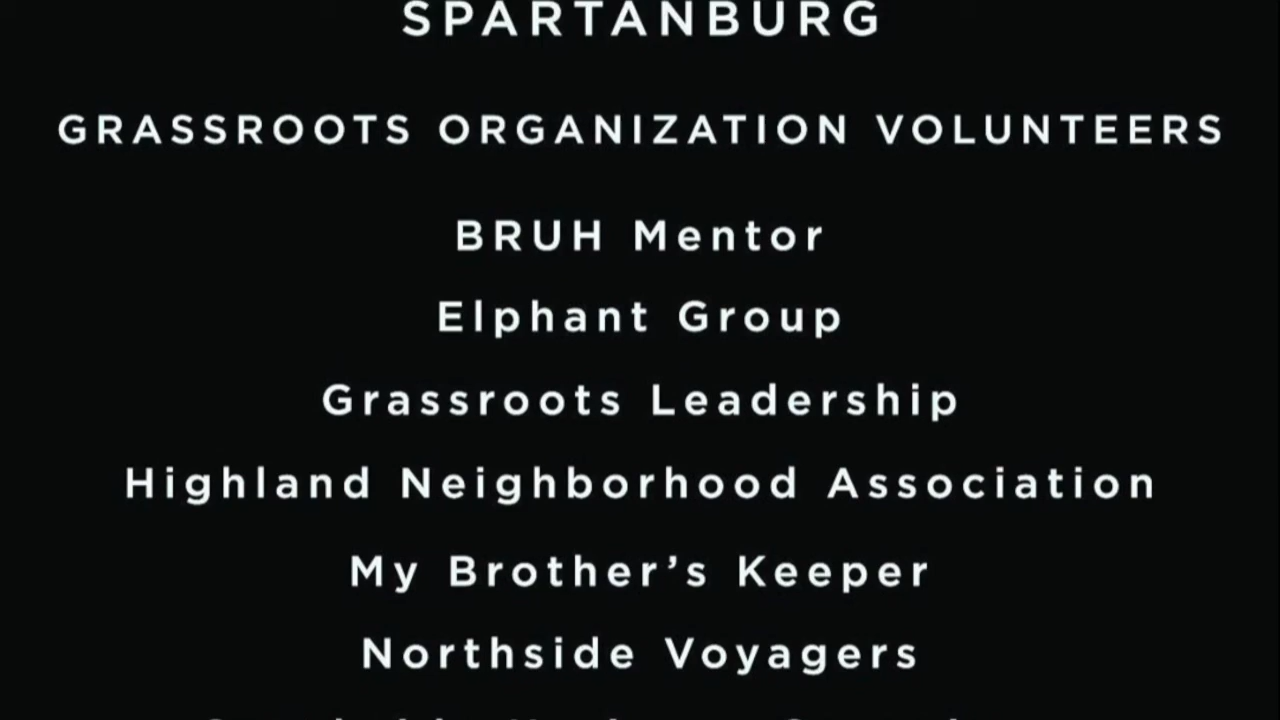 SPARTANBURG
GRASSROOTS ORGANIZATION VOLUNTEERS
BRUH Mentor
Elphant Group
Grassroots Leadership
Highland Neighborhood Association
My Brother’s Keeper
Northside Voyagers